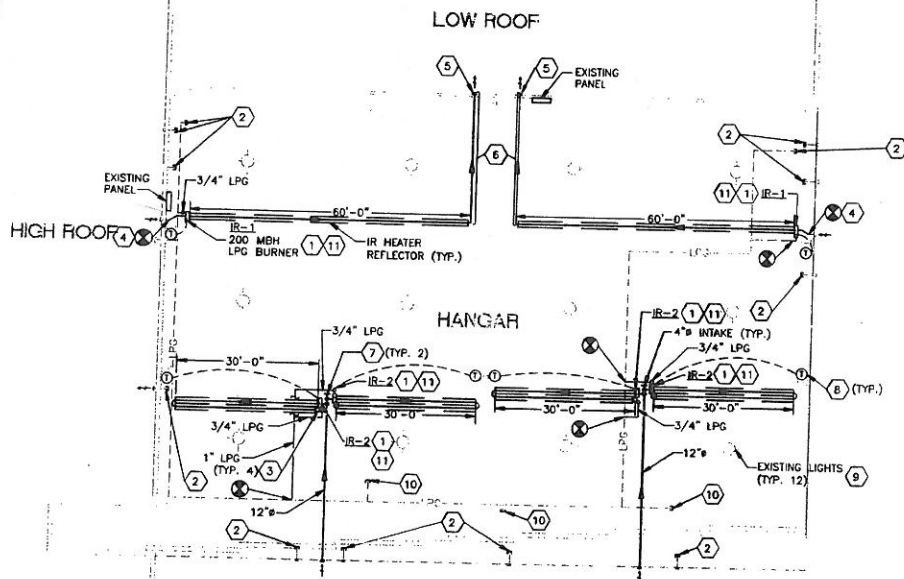 LOW ROOF
5
5
EXISTING
PANEL
2
2
2
6
EXISTING
PANEL
3/4" LPG
11 1 IR-1
60'-0"
60'-0"
4
HIGH ROOF
4
T
IR-1
200 MBH
LPG BURNER
1 11
IR HEATER
REFLECTOR (TYP.)
T
LPG
2
HANGAR
IR-2 1 11
4"ø INTAKE (TYP.)
3/4" LPG
3/4" LPG
7 (TYP. 2)
30'-0"
LPG
T
IR-2 1 11
T
T
IR-2 1 11
T
8 (TYP.)
30'-0"
30'-0"
30'-0"
3/4" LPG
3/4" LPG
IR-2 1
11
1" LPG
(TYP. 4) 3
2
LPG
12"ø
EXISTING LIGHTS
(TYP. 12)
9
10
LPG
12"ø
10
10
2
2
2